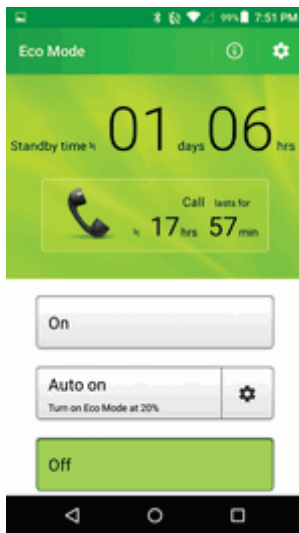 99% 7:51 PM
Eco Mode
Standby time ≒ 01 days 06 hrs
Call lasts for
≒ 17 hrs 57 min
On
Auto on
Turn on Eco Mode at 20%
Off